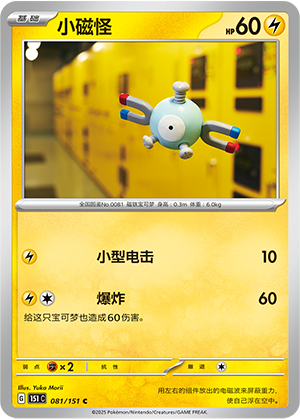 基础 小磁怪 HP60
全国图鉴No.0081 磁铁宝可梦 身高:0.3m 体重:6.0kg
小型电击 10
爆炸 60
给这只宝可梦也造成60伤害。
弱点 ×2 抗性 撤退
Illus. Yuka Morii
G 151 C 081/151 C
用左右的组件放出的电磁波来屏蔽重力,
使自己浮在空中。
©2025 Pokémon/Nintendo/Creatures/GAME FREAK.